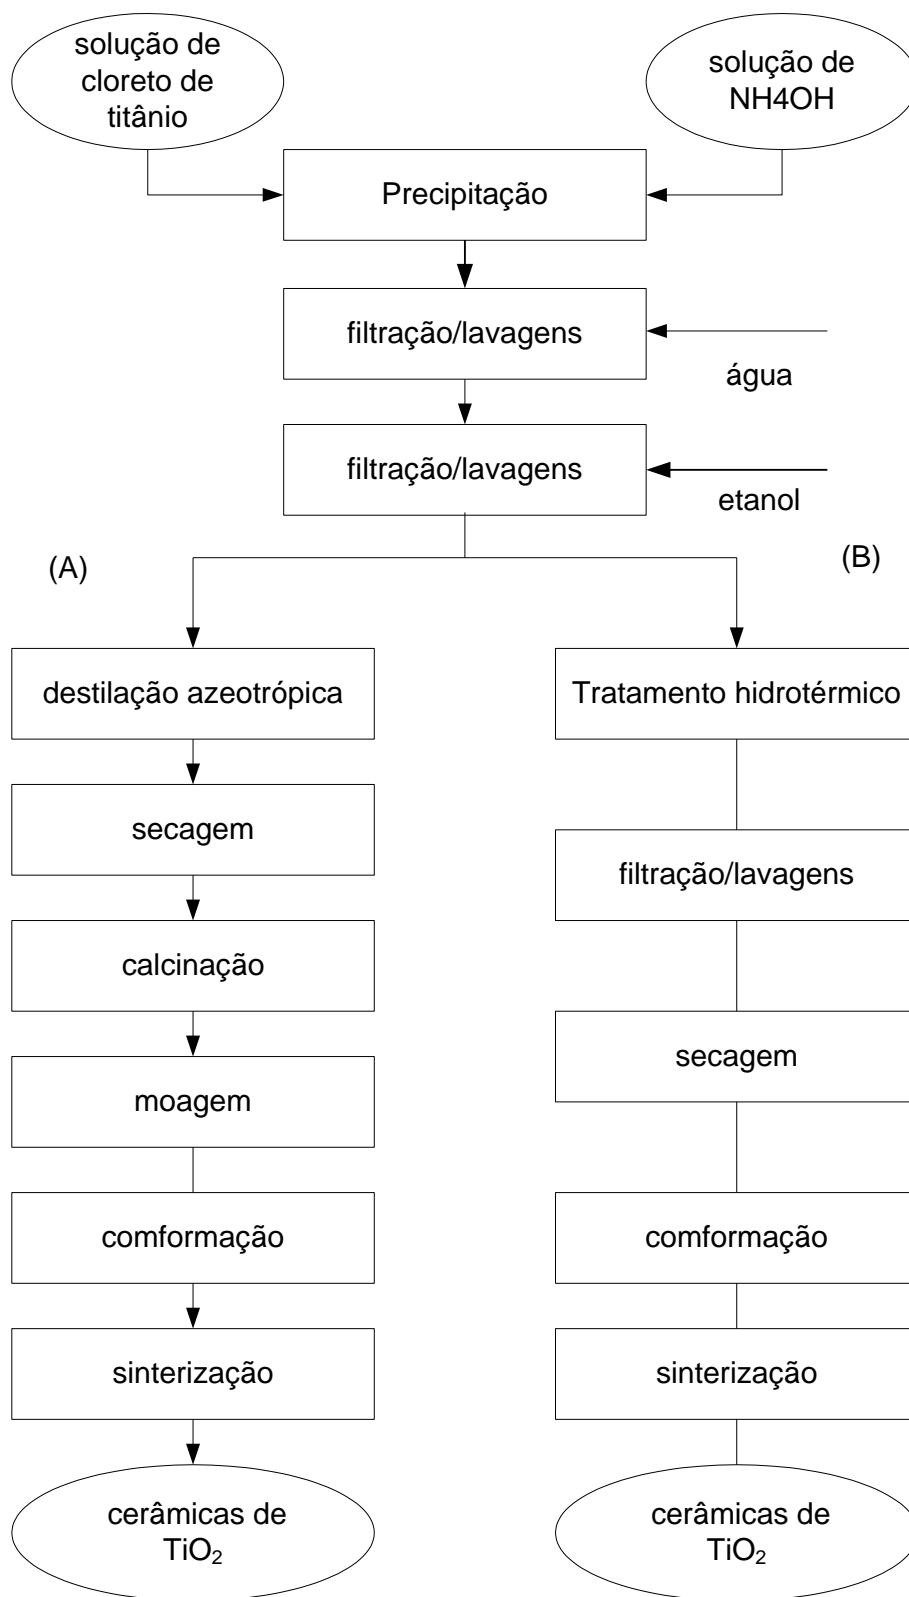 solução de
cloreto de
titânio
solução de
NH4OH
Precipitação
filtração/lavagens
água
filtração/lavagens
etanol
(A)
(B)
destilação azeotrópica
Tratamento hidrotérmico
secagem
filtração/lavagens
calcinação
secagem
moagem
comformação
comformação
sinterização
sinterização
cerâmicas de
TiO₂
cerâmicas de
TiO₂